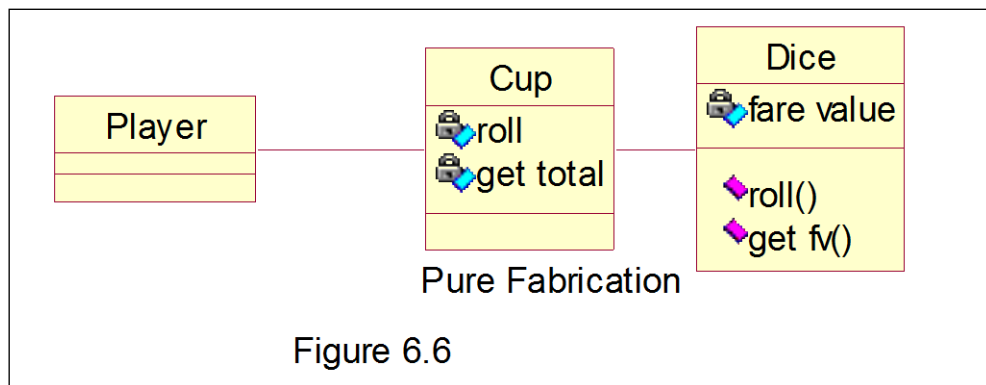 Player
Cup
roll
get total
Pure Fabrication
Dice
fare value
roll()
get fv()
Figure 6.6